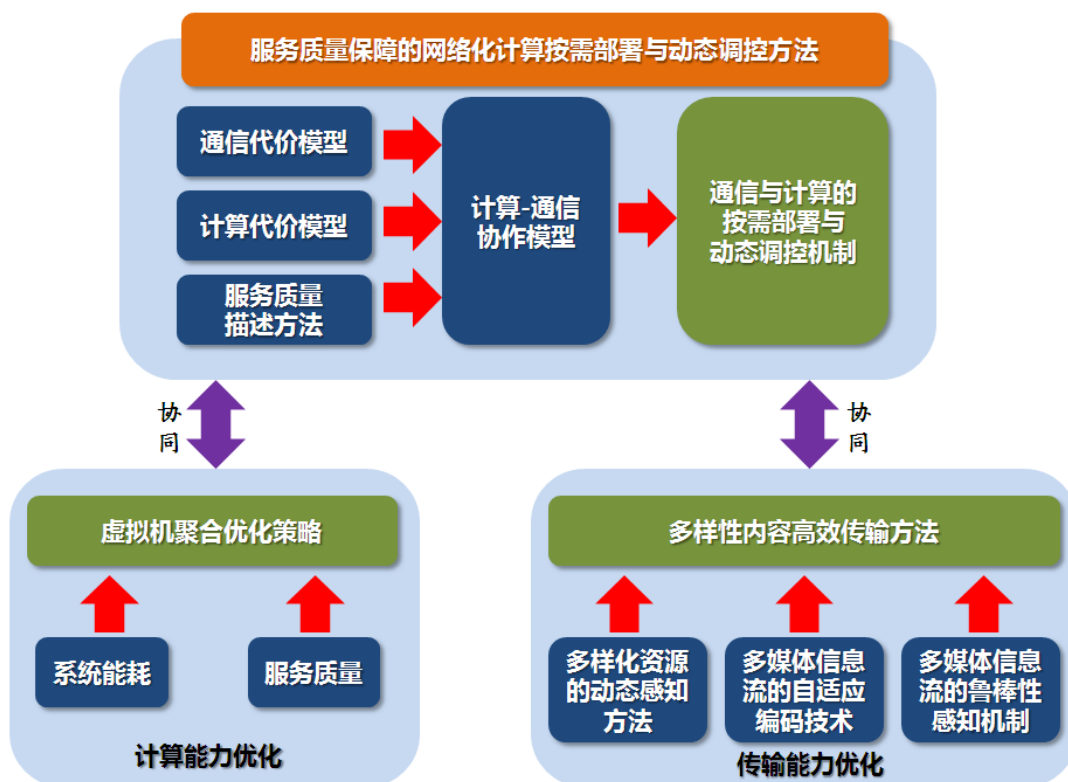 服务质量保障的网络化计算按需部署与动态调控方法
通信代价模型
计算代价模型
服务质量
描述方法
计算-通信
协作模型
通信与计算的
按需部署与
动态调控机制
协
同
协
同
虚拟机聚合优化策略
系统能耗
服务质量
计算能力优化
多样性内容高效传输方法
多样化资源
的动态感知
方法
多媒体信息
流的自适应
编码技术
多媒体信息
流的鲁棒性
感知机制
传输能力优化